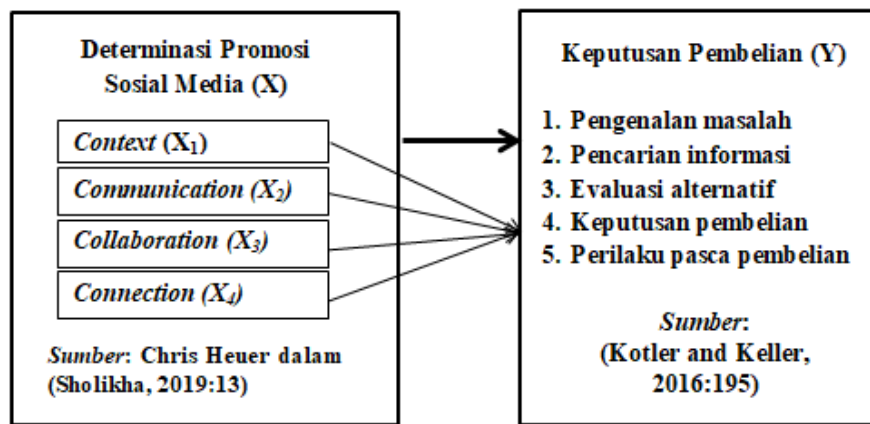 Determinasi Promosi
Sosial Media (X)
Context (X₁)
Communication (X₂)
Collaboration (X₃)
Connection (X₄)
Sumber: Chris Heuer dalam
(Sholikha, 2019:13)
Keputusan Pembelian (Y)
1. Pengenalan masalah
2. Pencarian informasi
3. Evaluasi alternatif
4. Keputusan pembelian
5. Perilaku pasca pembelian
Sumber:
(Kotler and Keller,
2016:195)